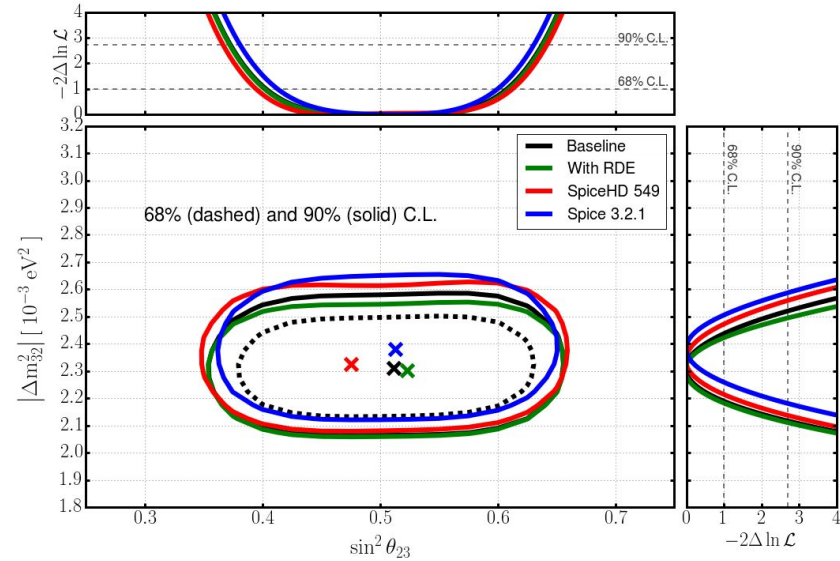 −2Δ ln ℒ
4
3
2
1
0
90% C.L.
68% C.L.
|Δm²₃₂| [ 10⁻³ eV² ]
3.2
3.1
3.0
2.9
2.8
2.7
2.6
2.5
2.4
2.3
2.2
2.1
2.0
1.9
1.8
Baseline
With RDE
SpiceHD 549
Spice 3.2.1
68% (dashed) and 90% (solid) C.L.
0.3 0.4 0.5 0.6 0.7
sin² θ₂₃
68% C.L.
90% C.L.
0 1 2 3 4
−2Δ ln ℒ